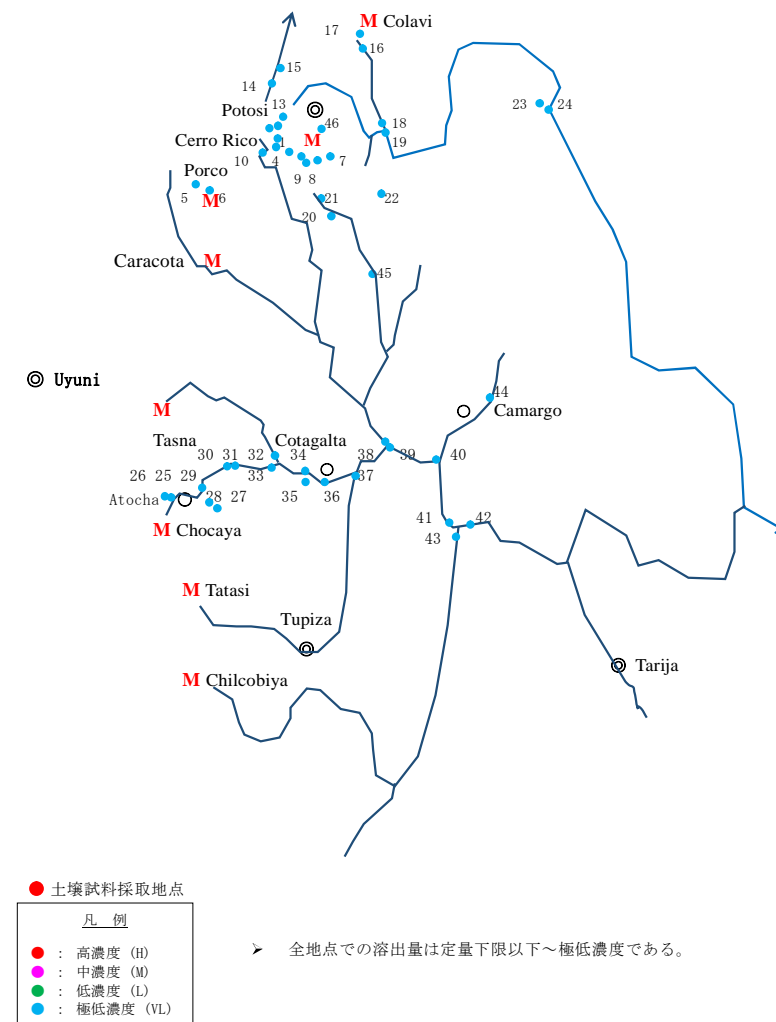 17 M Colavi
16
15
14
13
Potosi
46
18
23 24
Cerro Rico
1 M
19
10 4
7
Porco
9 8
5 6
M
21
22
20
Caracota M
45
Uyuni
M
44
Camargo
Tasna
Cotagalta
30 31 32 34 38 39 40
33
37
26 25 29
35 36
Atocha
28 27
M Chocaya
41 42
43
M Tatasi
Tupiza
Tarija
M Chilcobiya
● 土壌試料採取地点
凡 例
● : 高濃度 (H)
➢ 全地点での溶出量は定量下限以下~極低濃度である。
● : 中濃度 (M)
● : 低濃度 (L)
● : 極低濃度 (VL)